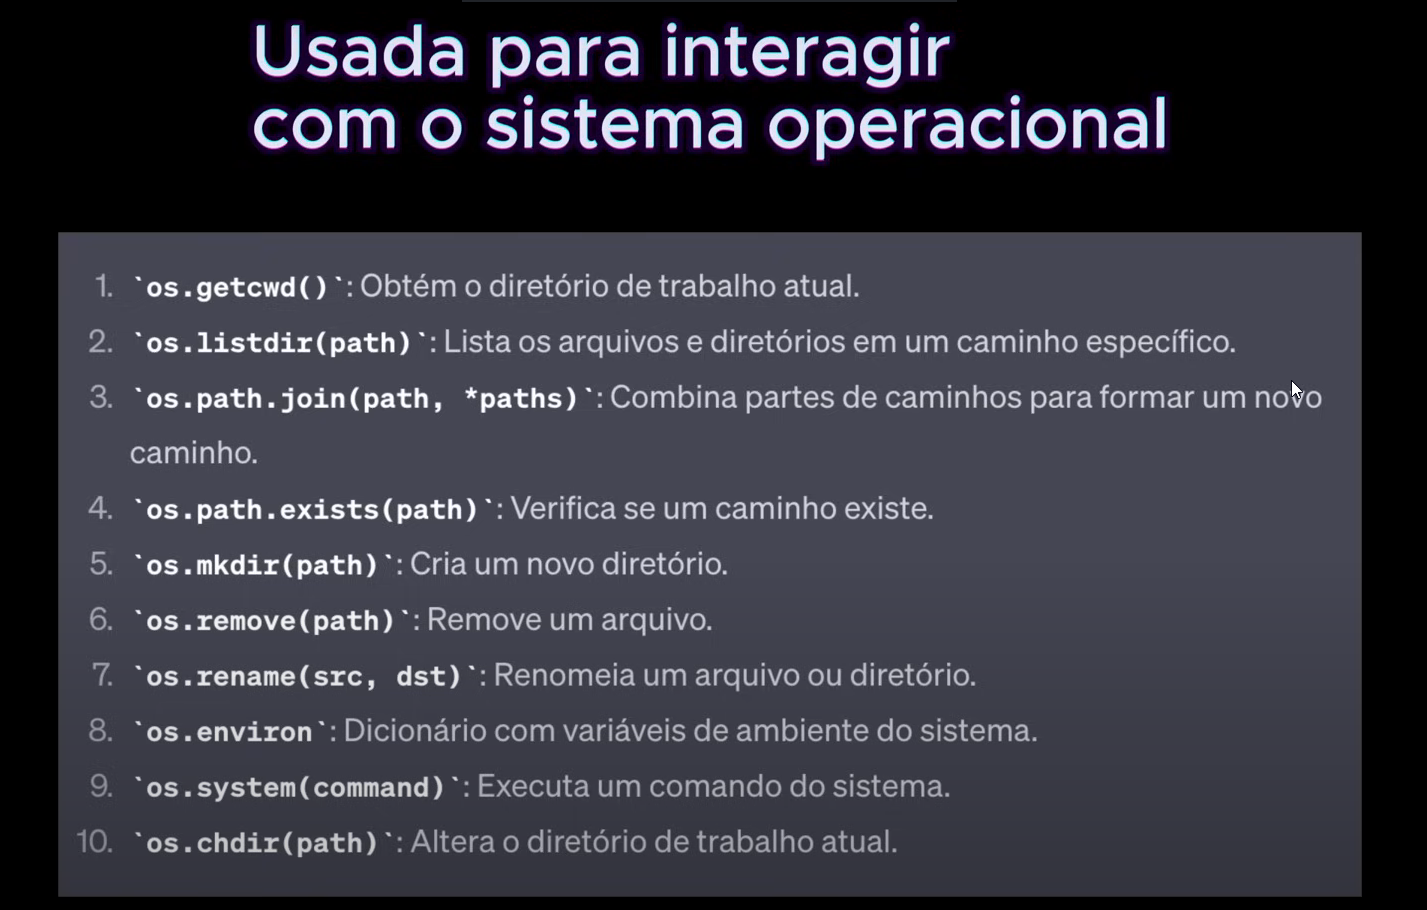 Usada para interagir
com o sistema operacional
1. `os.getcwd()`: Obtém o diretório de trabalho atual.
2. `os.listdir(path)`: Lista os arquivos e diretórios em um caminho específico.
3. `os.path.join(path, *paths)`: Combina partes de caminhos para formar um novo
caminho.
4. `os.path.exists(path)`: Verifica se um caminho existe.
5. `os.mkdir(path)`: Cria um novo diretório.
6. `os.remove(path)`: Remove um arquivo.
7. `os.rename(src, dst)`: Renomeia um arquivo ou diretório.
8. `os.environ`: Dicionário com variáveis de ambiente do sistema.
9. `os.system(command)`: Executa um comando do sistema.
10. `os.chdir(path)`: Altera o diretório de trabalho atual.